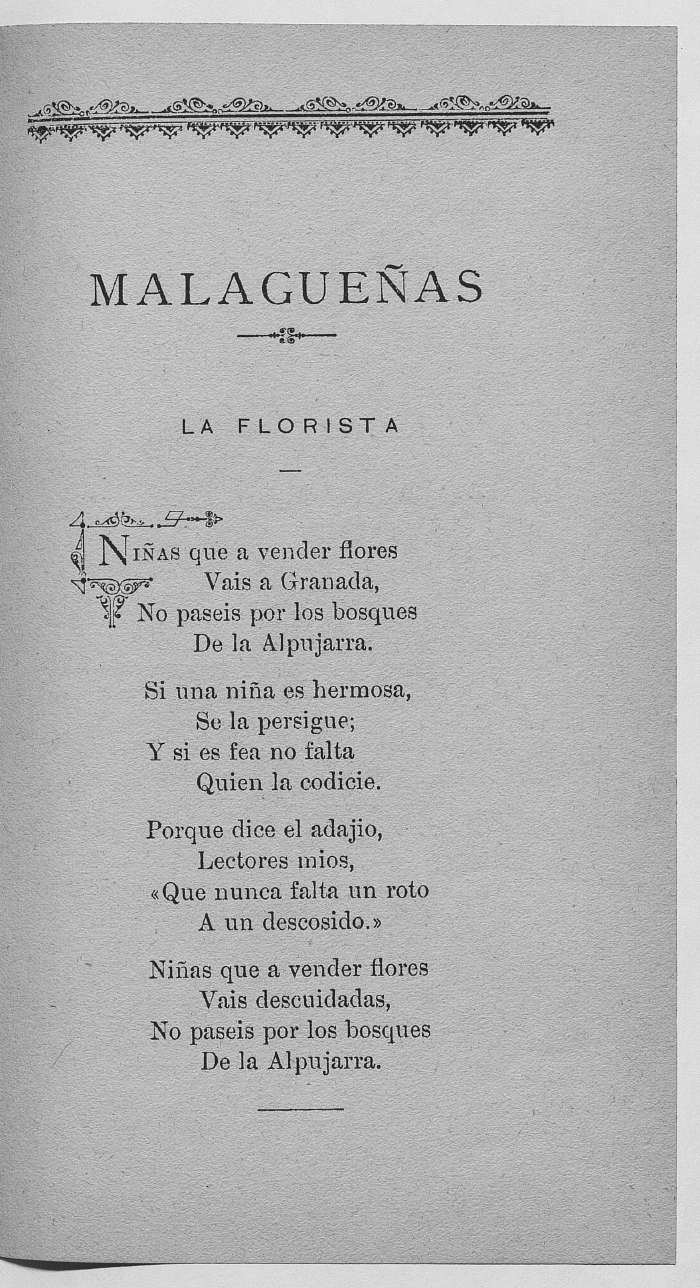 MALAGUEÑAS
LA FLORISTA
NIÑAS que a vender flores
Vais a Granada,
No paseis por los bosques
De la Alpujarra.
Si una niña es hermosa,
Se la persigue;
Y si es fea no falta
Quien la codicie.
Porque dice el adajio,
Lectores mios,
«Que nunca falta un roto
A un descosido.»
Niñas que a vender flores
Vais descuidadas,
No paseis por los bosques
De la Alpujarra.